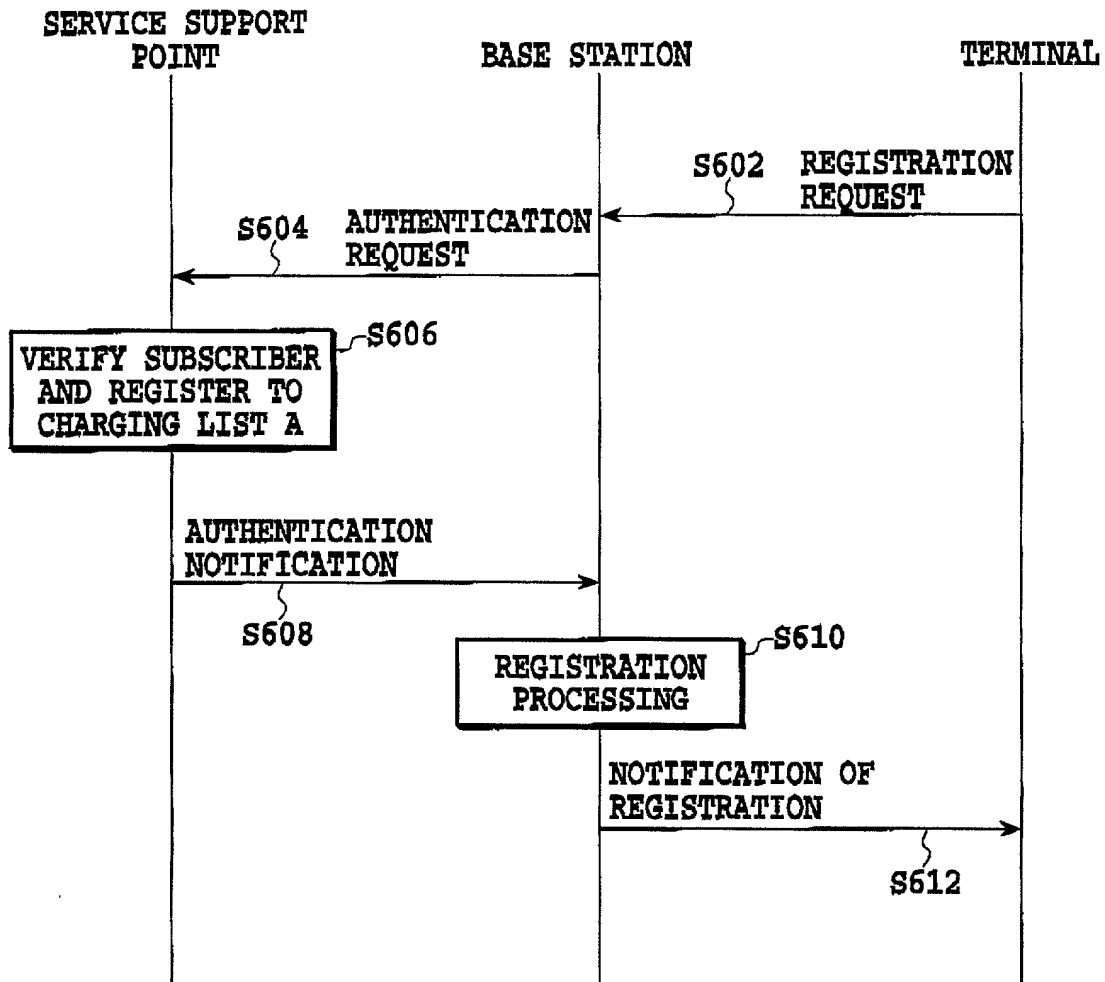 SERVICE SUPPORT
POINT
BASE STATION
TERMINAL
S602
REGISTRATION
REQUEST
S604
AUTHENTICATION
REQUEST
S606
VERIFY SUBSCRIBER
AND REGISTER TO
CHARGING LIST A
AUTHENTICATION
NOTIFICATION
S608
S610
REGISTRATION
PROCESSING
NOTIFICATION OF
REGISTRATION
S612